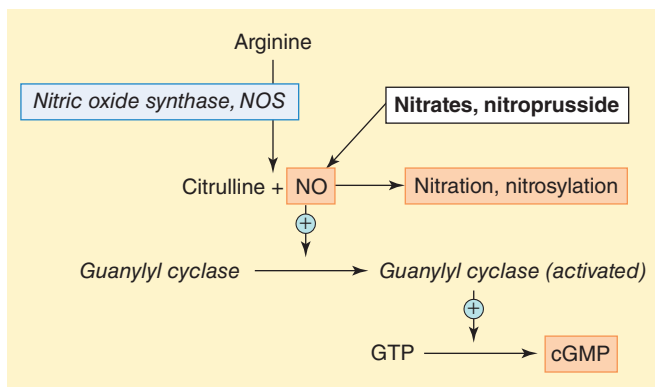 Arginine
Nitric oxide synthase, NOS
Nitrates, nitroprusside
Citrulline + NO
Nitration, nitrosylation
+
Guanylyl cyclase
Guanylyl cyclase (activated)
+
GTP
cGMP